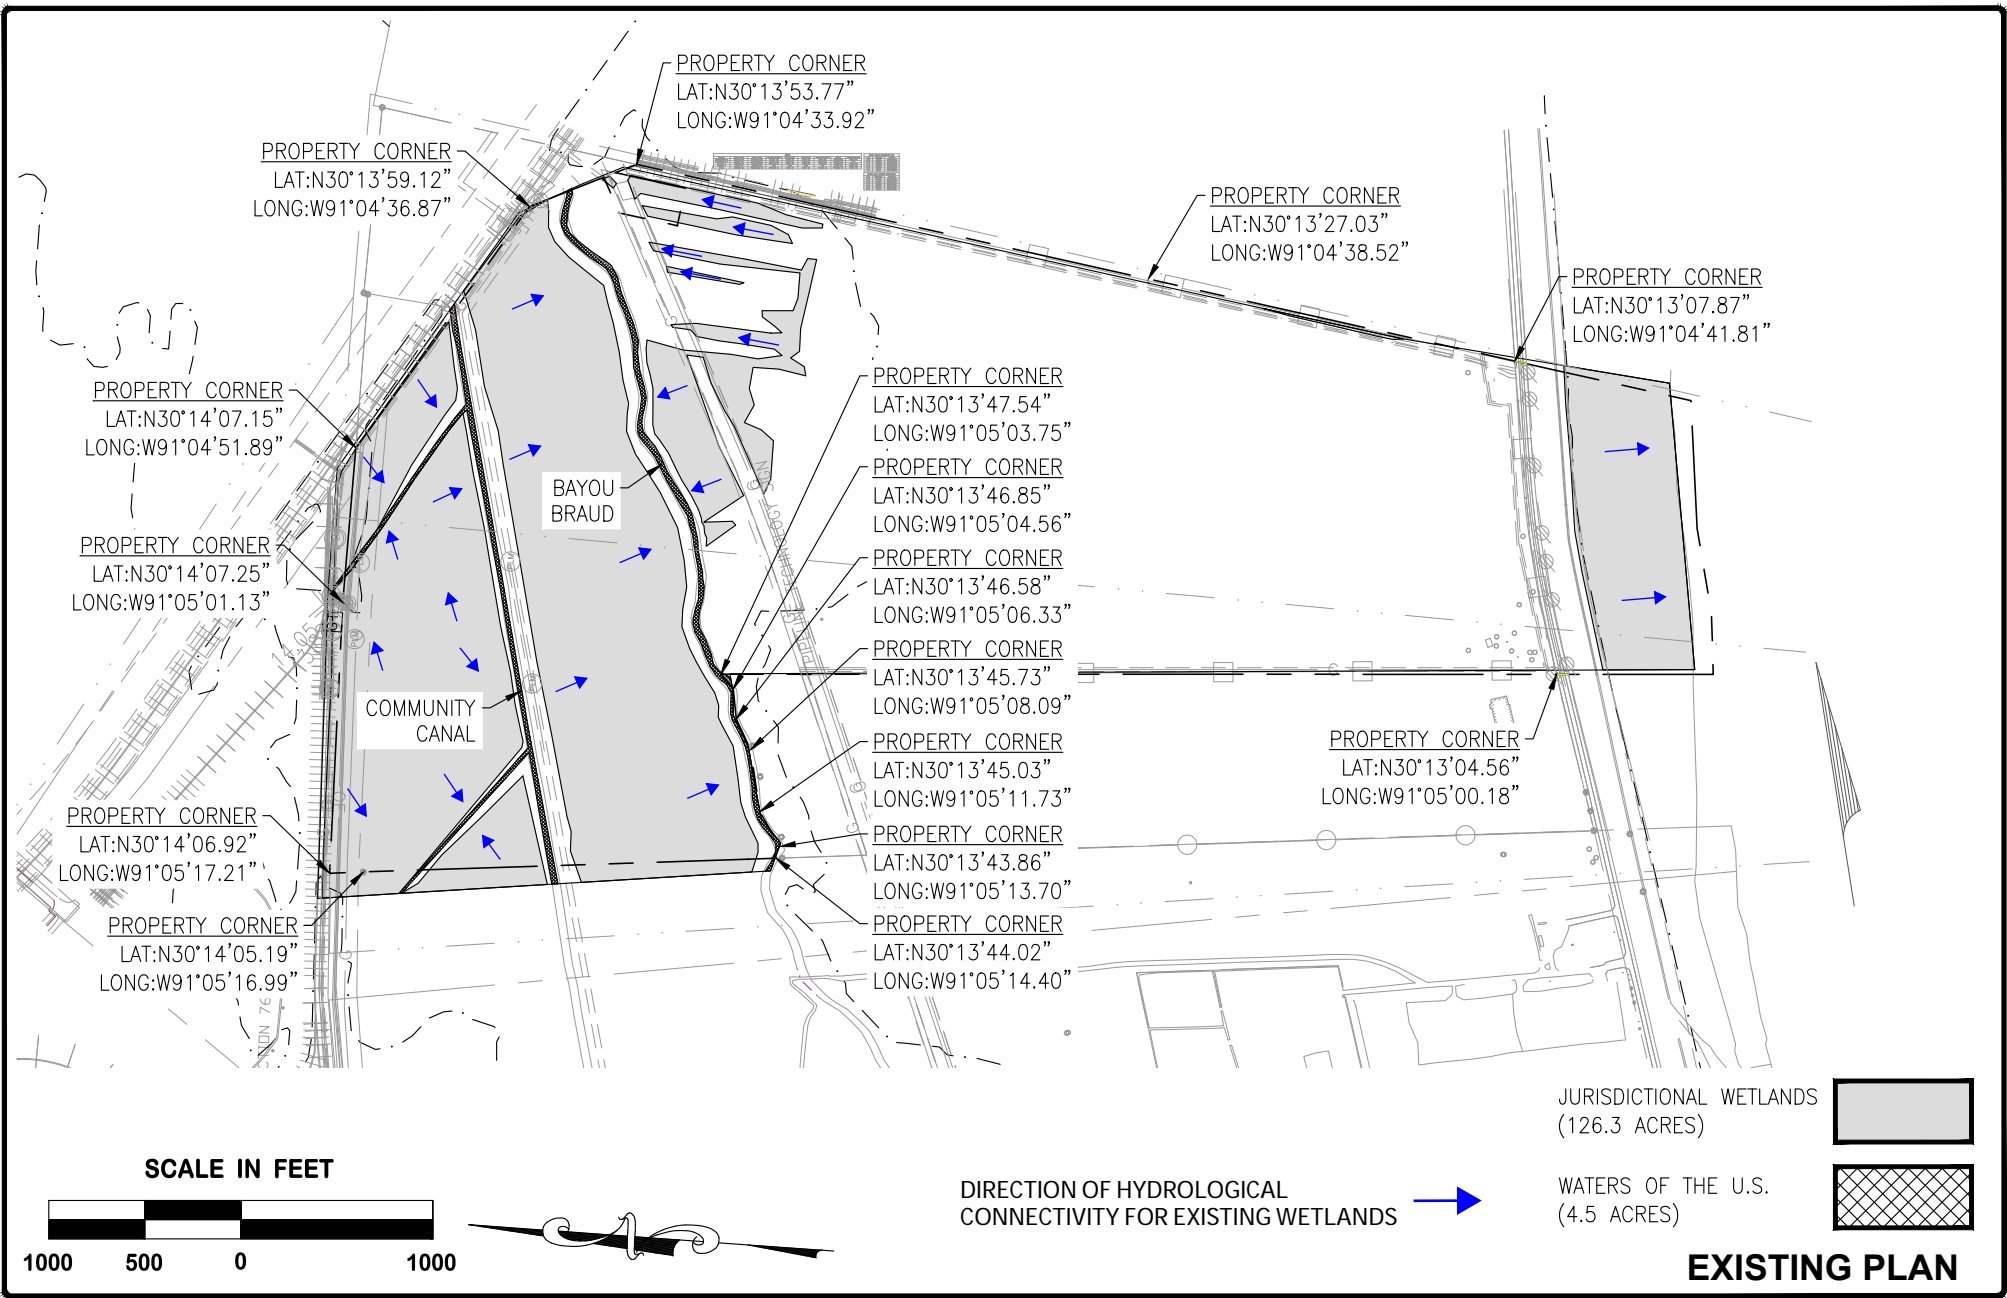 PROPERTY CORNER
LAT:N30°13'53.77"
LONG:W91°04'33.92"
PROPERTY CORNER
LAT:N30°13'59.12"
LONG:W91°04'36.87"
PROPERTY CORNER
LAT:N30°13'27.03"
LONG:W91°04'38.52"
PROPERTY CORNER
LAT:N30°13'07.87"
LONG:W91°04'41.81"
PROPERTY CORNER
LAT:N30°14'07.15"
LONG:W91°04'51.89"
PROPERTY CORNER
LAT:N30°13'47.54"
LONG:W91°05'03.75"
PROPERTY CORNER
LAT:N30°13'46.85"
LONG:W91°05'04.56"
BAYOU
BRAUD
PROPERTY CORNER
LAT:N30°14'07.25"
LONG:W91°05'01.13"
PROPERTY CORNER
LAT:N30°13'46.58"
LONG:W91°05'06.33"
PROPERTY CORNER
LAT:N30°13'45.73"
LONG:W91°05'08.09"
COMMUNITY
CANAL
PROPERTY CORNER
LAT:N30°13'45.03"
LONG:W91°05'11.73"
PROPERTY CORNER
LAT:N30°13'04.56"
LONG:W91°05'00.18"
PROPERTY CORNER
LAT:N30°14'06.92"
LONG:W91°05'17.21"
PROPERTY CORNER
LAT:N30°13'43.86"
LONG:W91°05'13.70"
PROPERTY CORNER
LAT:N30°14'05.19"
LONG:W91°05'16.99"
PROPERTY CORNER
LAT:N30°13'44.02"
LONG:W91°05'14.40"
JURISDICTIONAL WETLANDS
(126.3 ACRES)
SCALE IN FEET
1000 500 0 1000
DIRECTION OF HYDROLOGICAL
CONNECTIVITY FOR EXISTING WETLANDS
WATERS OF THE U.S.
(4.5 ACRES)
EXISTING PLAN